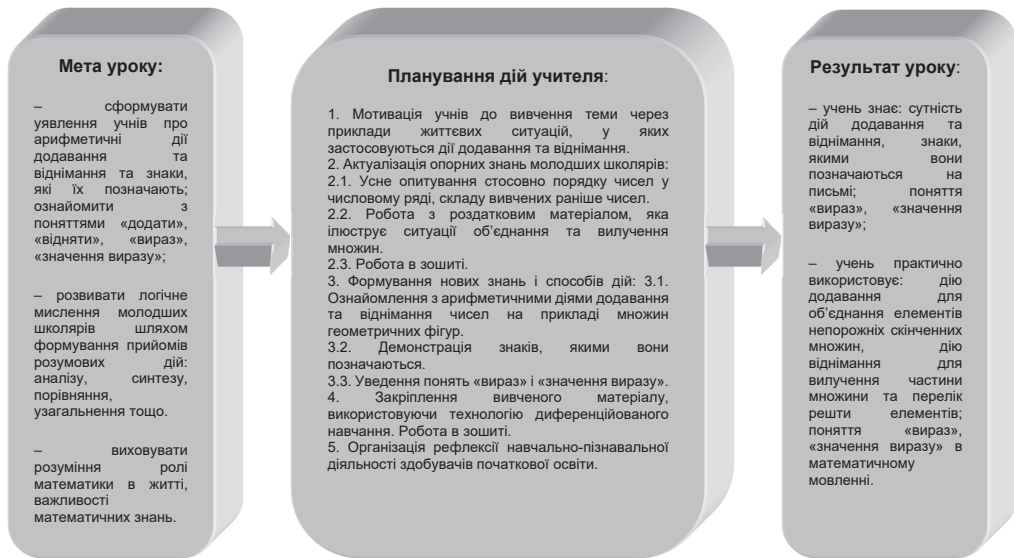 Мета уроку:
– сформувати
уявлення учнів про
арифметичні дії
додавання та
віднімання та знаки,
які їх позначають;
ознайомити з
поняттями «додати»,
«відняти», «вираз»,
«значення виразу»;
– розвивати логічне
мислення молодших
школярів шляхом
формування прийомів
розумових дій:
аналізу, синтезу,
порівняння,
узагальнення тощо.
– виховувати
розуміння ролі
математики в житті,
важливості
математичних знань.
Планування дій учителя:
1. Мотивація учнів до вивчення теми через
приклади життєвих ситуацій, у яких
застосовуються дії додавання та віднімання.
2. Актуалізація опорних знань молодших школярів:
2.1. Усне опитування стосовно порядку чисел у
числовому ряді, складу вивчених раніше чисел.
2.2. Робота з роздатковим матеріалом, яка
ілюструє ситуації об’єднання та вилучення
множин.
2.3. Робота в зошиті.
3. Формування нових знань і способів дій: 3.1.
Ознайомлення з арифметичними діями додавання
та віднімання чисел на прикладі множин
геометричних фігур.
3.2. Демонстрація знаків, якими вони
позначаються.
3.3. Уведення понять «вираз» і «значення виразу».
4. Закріплення вивченого матеріалу,
використовуючи технологію диференційованого
навчання. Робота в зошиті.
5. Організація рефлексії навчально-пізнавальної
діяльності здобувачів початкової освіти.
Результат уроку:
– учень знає: сутність
дій додавання та
віднімання, знаки,
якими вони
позначаються на
письмі; поняття
«вираз», «значення
виразу»;
– учень практично
використовує: дію
додавання для
об’єднання елементів
непорожніх скінченних
множин, дію
віднімання для
вилучення частини
множини та перелік
решти елементів;
поняття «вираз»,
«значення виразу» в
математичному
мовленні.